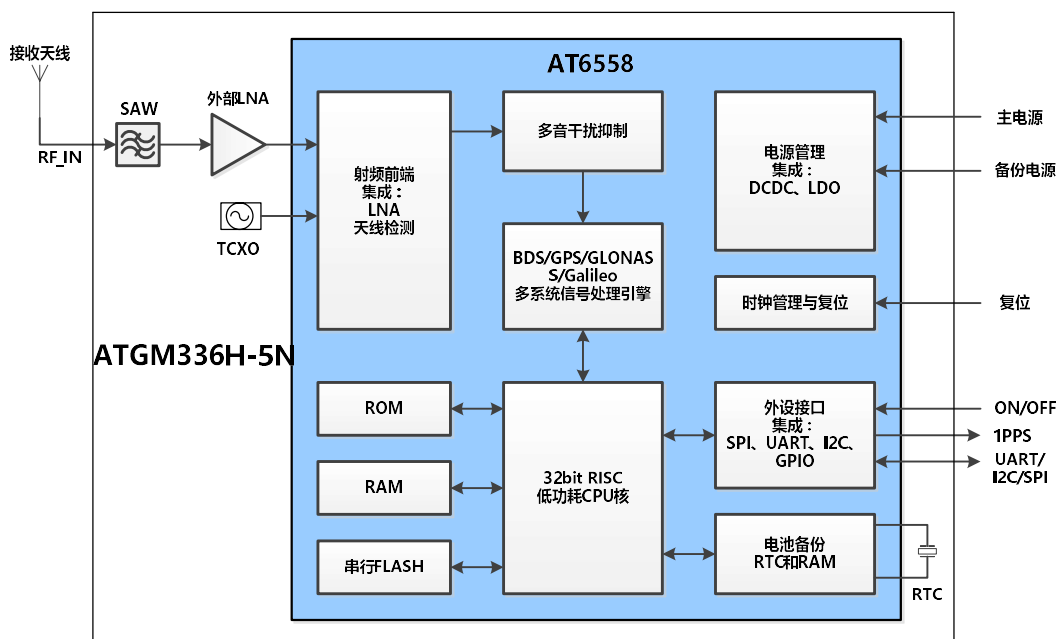 接收天线
RF_IN
SAW
外部LNA
TCXO
ATGM336H-5N
AT6558
射频前端
集成：
LNA
天线检测
多音干扰抑制
BDS/GPS/GLONAS
S/Galileo
多系统信号处理引擎
电源管理
集成：
DCDC、LDO
主电源
备份电源
时钟管理与复位
复位
ROM
RAM
串行FLASH
32bit RISC
低功耗CPU核
外设接口
集成：
SPI、UART、I2C、
GPIO
ON/OFF
1PPS
UART/
I2C/SPI
电池备份
RTC和RAM
RTC